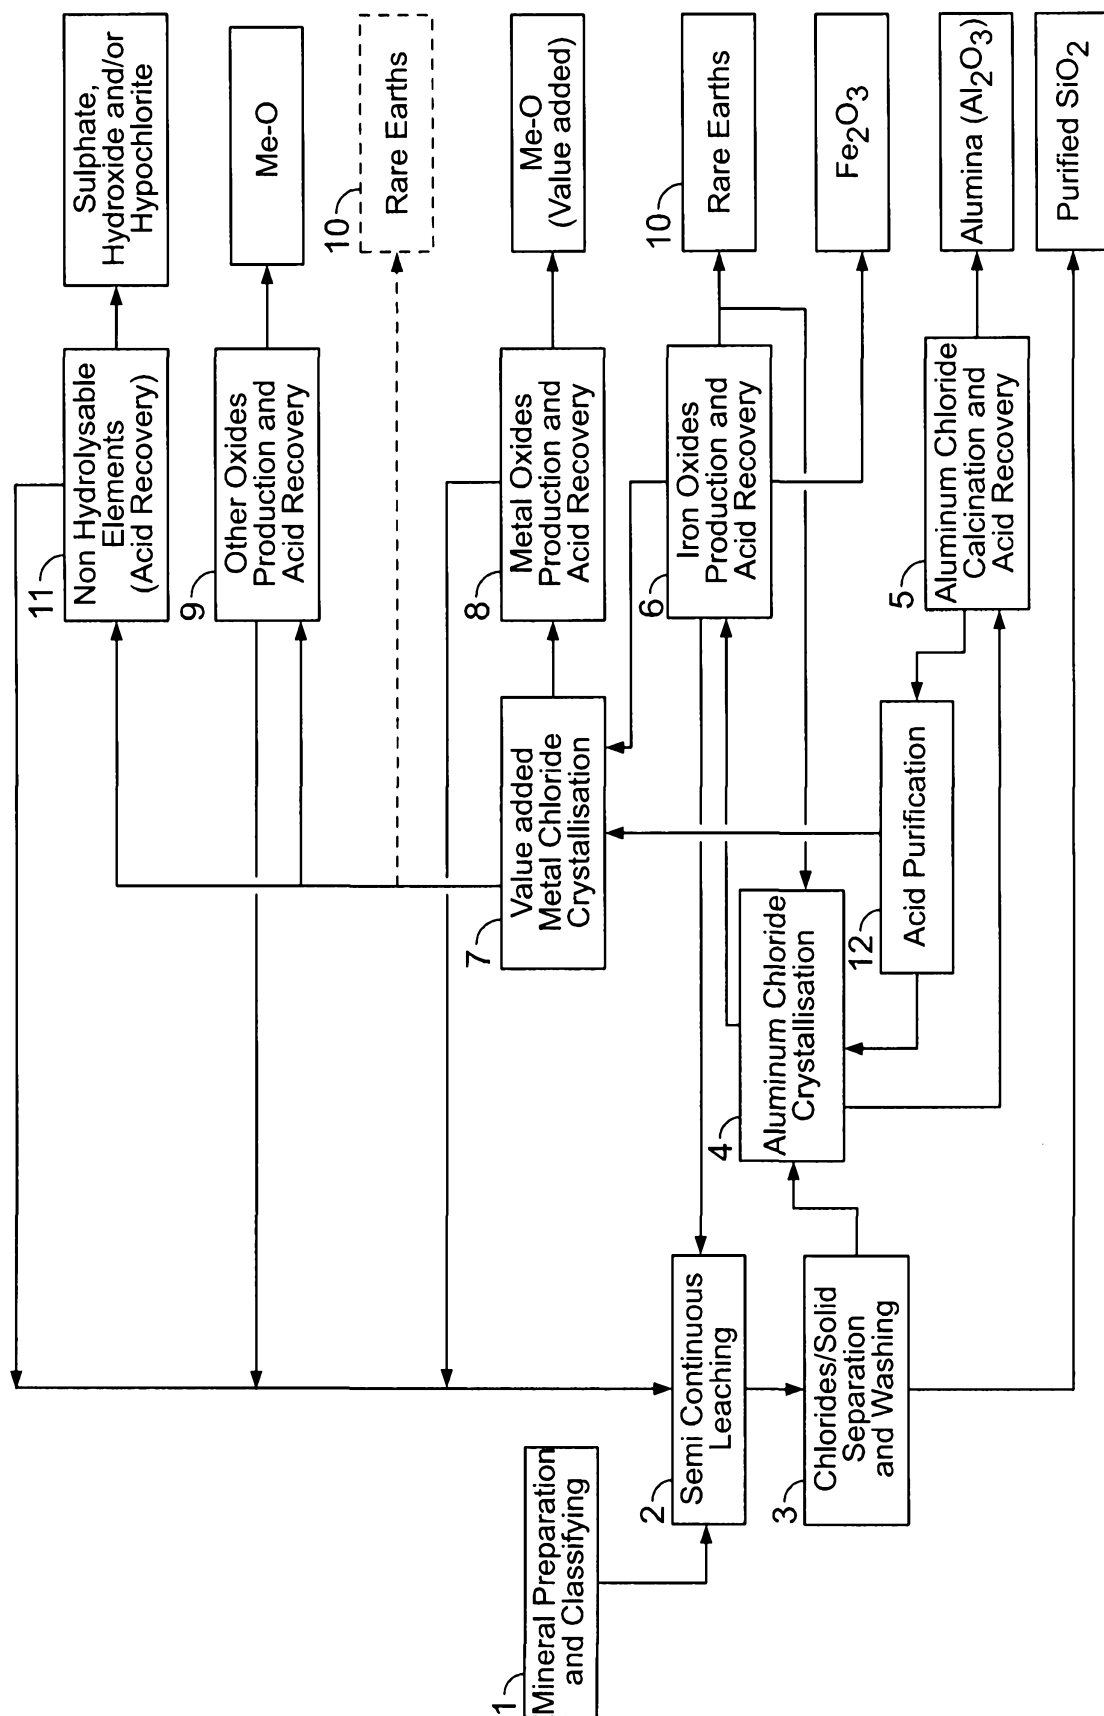 1
Mineral Preparation
and Classifying
2
Semi Continuous
Leaching
3
Chlorides/Solid
Separation
and Washing
4
Aluminum Chloride
Crystallisation
12
Acid Purification
7
Value added
Metal Chloride
Crystallisation
11
Non Hydrolysable
Elements
(Acid Recovery)
9
Other Oxides
Production and
Acid Recovery
8
Metal Oxides
Production and
Acid Recovery
6
Iron Oxides
Production and
Acid Recovery
5
Aluminum Chloride
Calcination and
Acid Recovery
Sulphate,
Hydroxide and/or
Hypochlorite
Me-O
10
Rare Earths
Me-O
(Value added)
10
Rare Earths
Fe2O3
Alumina (Al2O3)
Purified SiO2